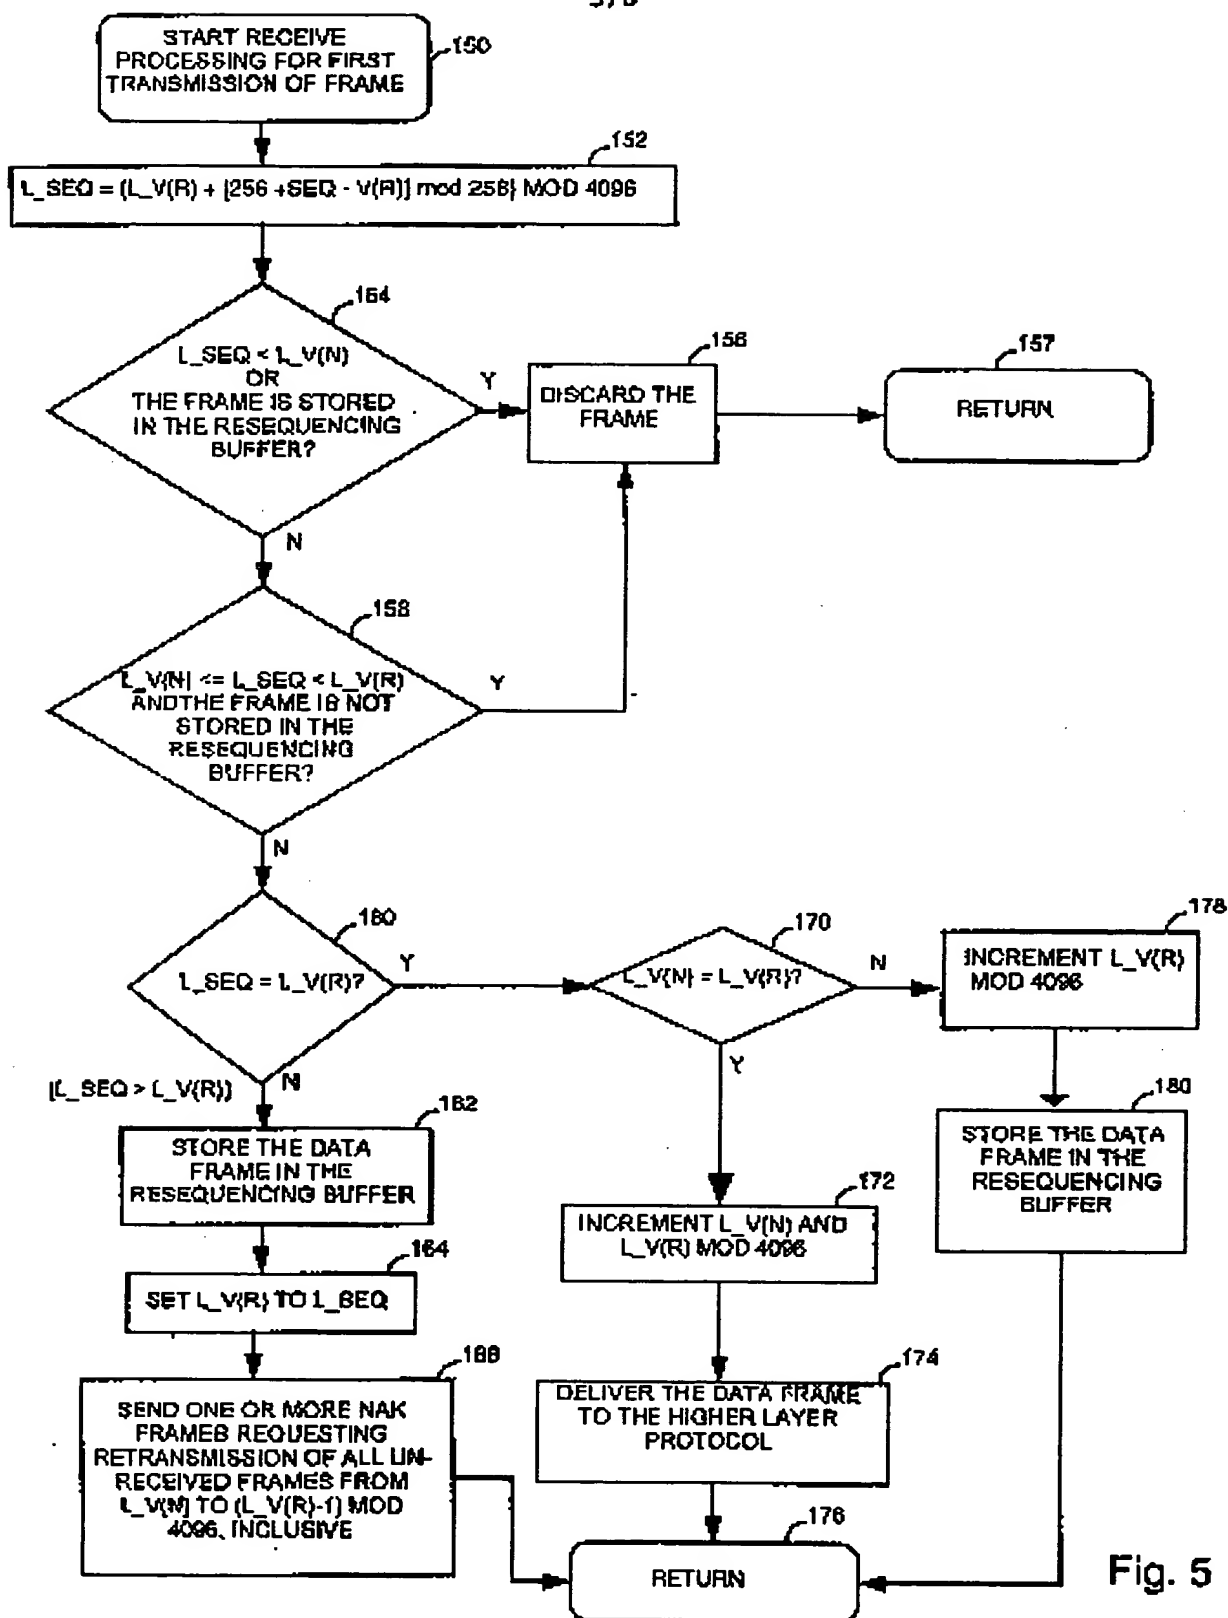 START RECEIVE
PROCESSING FOR FIRST
TRANSMISSION OF FRAME
150
152
L_SEQ = (L_V(R) + [256 +SEQ - V(R)] mod 256} MOD 4096
154
L_SEQ < L_V(N)
OR
THE FRAME IS STORED
IN THE RESEQUENCING
BUFFER?
Y
156
DISCARD THE
FRAME
157
RETURN
N
158
L_V(N) <= L_SEQ < L_V(R)
ANDTHE FRAME IS NOT
STORED IN THE
RESEQUENCING
BUFFER?
Y
N
160
L_SEQ = L_V(R)?
Y
170
L_V(N) = L_V(R)?
N
178
INCREMENT L_V(R)
MOD 4096
(L_SEQ > L_V(R))
N
Y
162
STORE THE DATA
FRAME IN THE
RESEQUENCING BUFFER
180
STORE THE DATA
FRAME IN THE
RESEQUENCING
BUFFER
172
INCREMENT L_V(N) AND
L_V(R) MOD 4096
164
SET L_V(R) TO L_SEQ
166
SEND ONE OR MORE NAK
FRAMES REQUESTING
RETRANSMISSION OF ALL UN-
RECEIVED FRAMES FROM
L_V(N) TO (L_V(R)-1) MOD
4096, INCLUSIVE
174
DELIVER THE DATA FRAME
TO THE HIGHER LAYER
PROTOCOL
176
RETURN
Fig. 5